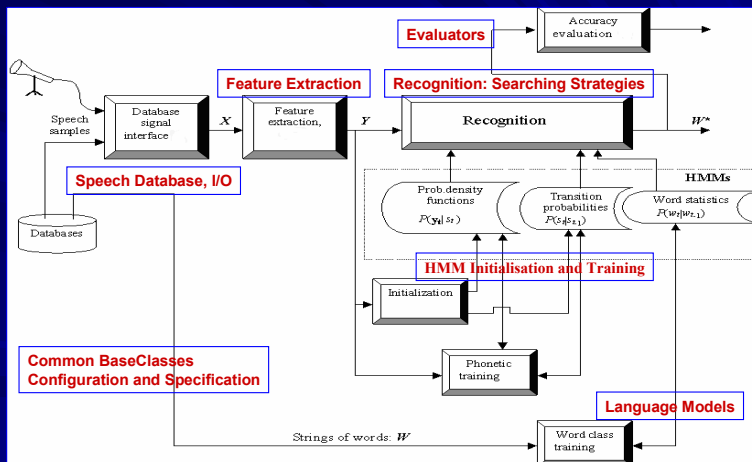 Evaluators
Accuracy
evaluation
Feature Extraction
Recognition: Searching Strategies
Speech
samples
Database
signal
interface
X
Feature
extraction,
Y
Recognition
W*
Speech Database, I/O
Databases
HMMs
Prob.density
functions
P(yt|st)
Transition
probabilities
P(st|st-1)
Word statistics
P(wt|wt-1)
HMM Initialisation and Training
Initialization
Common BaseClasses
Configuration and Specification
Phonetic
training
Language Models
Strings of words: W
Word class
training